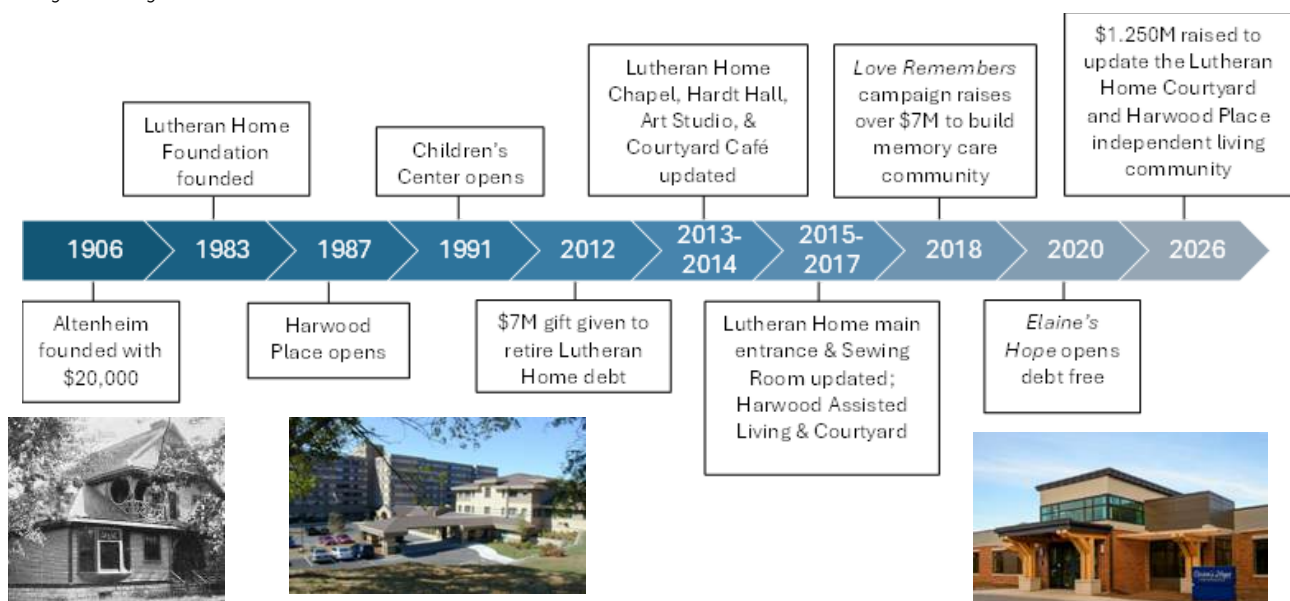 Lutheran Home
Foundation
founded
Children's
Center opens
Lutheran Home
Chapel, Hardt Hall,
Art Studio, &
Courtyard Café
updated
Love Remembers
campaign raises
over $7M to build
memory care
community
$1.250M raised to
update the Lutheran
Home Courtyard
and Harwood Place
independent living
community
1906
1983
1987
1991
2012
2013-
2014
2015-
2017
2018
2020
2026
Altenheim
founded with
$20,000
Harwood
Place opens
$7M gift given to
retire Lutheran
Home debt
Lutheran Home main
entrance & Sewing
Room updated;
Harwood Assisted
Living & Courtyard
Elaine's
Hope opens
debt free
Elaine's Hope